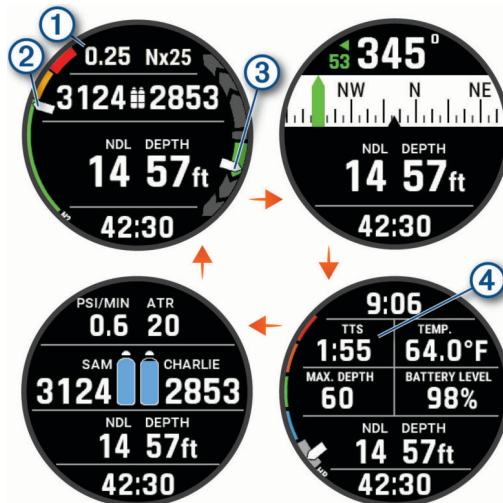 1
0.25 Nx25
2
3
3124 2853
NDL DEPTH
14 57ft
42:30
N2
53 345°
NW N NE
NDL DEPTH
14 57ft
42:30
PSI/MIN ATR
0.6 20
SAM CHARLIE
3124 2853
NDL DEPTH
14 57ft
42:30
4
9:06
TTS TEMP.
1:55 64.0°F
MAX. DEPTH BATTERY LEVEL
60 98%
NDL DEPTH
14 57ft
42:30